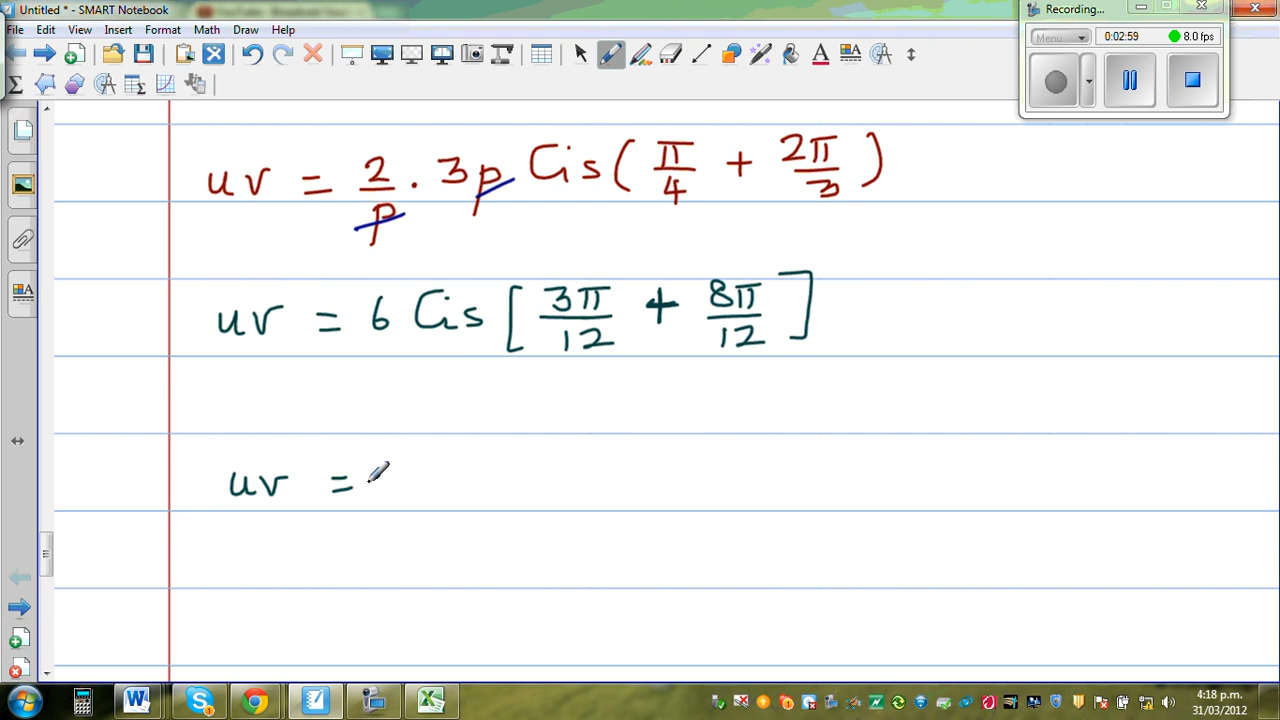 Untitled * - SMART Notebook
Recording...
File Edit View Insert Format Math Draw Help
Menu 0:02:59 8.0 fps
uv = 2/p . 3p Cis( π/4 + 2π/3 )
uv = 6 Cis [ 3π/12 + 8π/12 ]
uv =
4:18 p.m.
31/03/2012